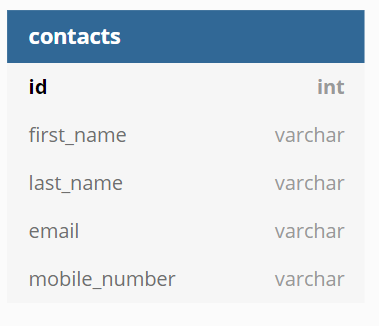 contacts
id int
first_name varchar
last_name varchar
email varchar
mobile_number varchar